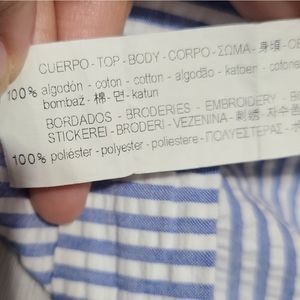 CUERPO - TOP - BODY - CORPO - ΣΩΜΑ - 身頃 -
100% algodón - coton - cotton - algodão - katoen - cotone
bombaž - 棉 - 면 - katun
BORDADOS - BRODERIES - EMBROIDERY -
STICKEREI - BRODERI - VEZENINA - 刺繍 - 자수
100% poliéster - polyester - poliestere - ΠΟΛΥΕΣΤΕΡΑΣ -